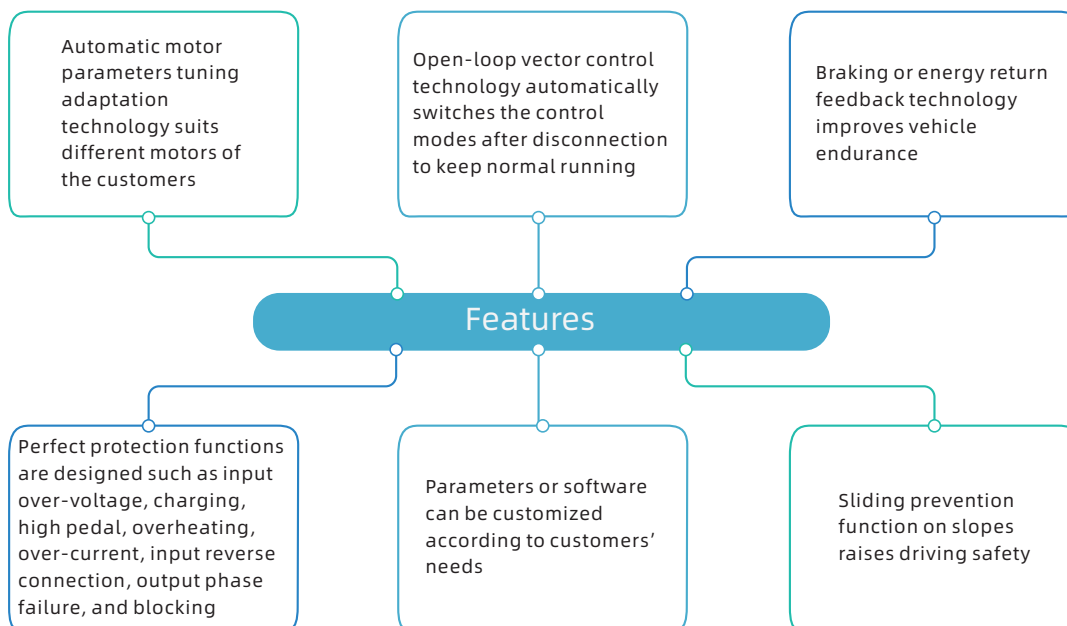 Automatic motor
parameters tuning
adaptation
technology suits
different motors of
the customers
Open-loop vector control
technology automatically
switches the control
modes after disconnection
to keep normal running
Braking or energy return
feedback technology
improves vehicle
endurance
Features
Perfect protection functions
are designed such as input
over-voltage, charging,
high pedal, overheating,
over-current, input reverse
connection, output phase
failure, and blocking
Parameters or software
can be customized
according to customers’
needs
Sliding prevention
function on slopes
raises driving safety